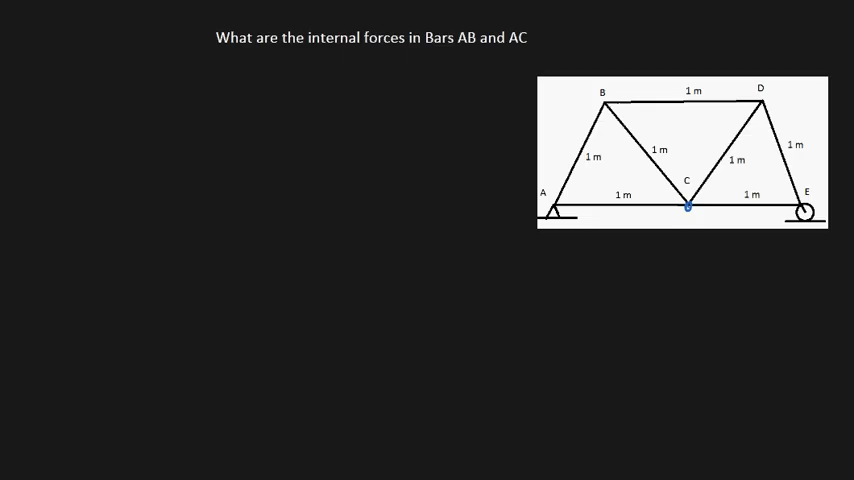 What are the internal forces in Bars AB and AC
B
1 m
D
1 m
1 m
1 m
1 m
C
A
1 m
1 m
E